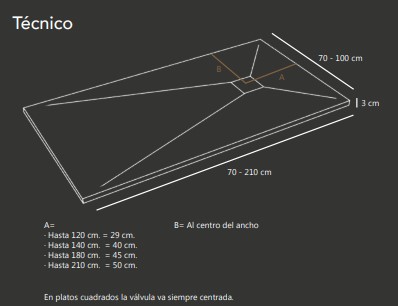 Técnico
70 - 100 cm
B
A
3 cm
70 - 210 cm
A=
· Hasta 120 cm. = 29 cm.
· Hasta 140 cm. = 40 cm.
· Hasta 180 cm. = 45 cm.
· Hasta 210 cm. = 50 cm.
B= Al centro del ancho
En platos cuadrados la válvula va siempre centrada.